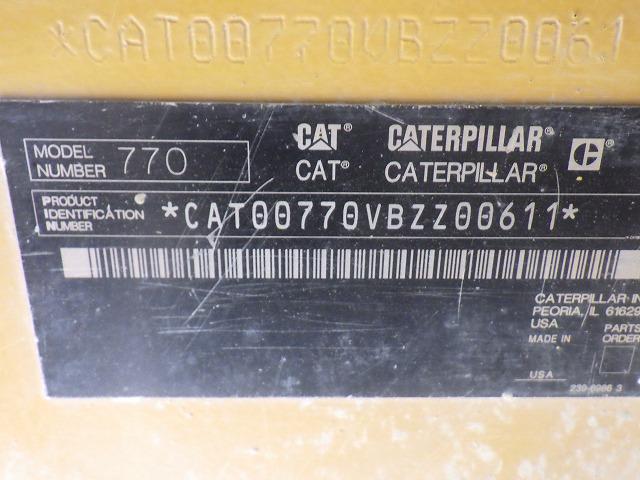 *CAT00770VBZZ0061
CAT® CATERPILLAR®
MODEL NUMBER 770
CAT® CATERPILLAR®
PRODUCT IDENTIFICATION NUMBER *CAT00770VBZZ00611*
CATERPILLAR IN
PEORIA, IL 61629
USA
PARTS
MADE IN
ORDER
USA
239-6986 3